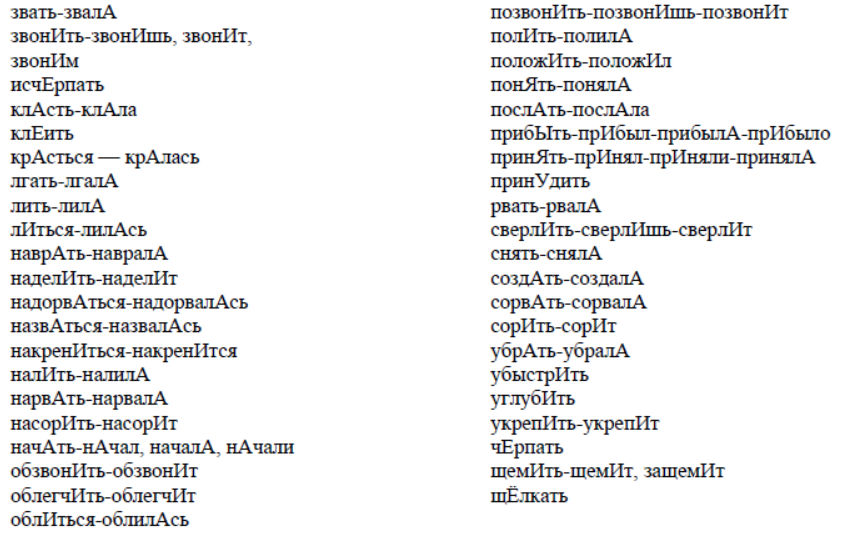 звать-звалА
звонИть-звонИшь, звонИт,
звонИм
исчЕрпать
клАсть-клАла
клЕить
крАсться — крАлась
лгать-лгалА
лить-лилА
лИться-лилАсь
наврАть-навралА
наделИть-наделИт
надорвАться-надорвалАсь
назвАться-назвалАсь
накренИться-накренИтся
налИть-налилА
нарвАть-нарвалА
насорИть-насорИт
начАть-нАчал, началА, нАчали
обзвонИть-обзвонИт
облегчИть-облегчИт
облИться-облилАсь
позвонИть-позвонИшь-позвонИт
полИть-полилА
положИть-положИл
понЯть-понялА
послАть-послАла
прибЫть-прИбыл-прибылА-прИбыло
принЯть-прИнял-прИняли-принялА
принУдить
рвать-рвалА
сверлИть-сверлИшь-сверлИт
снять-снялА
создАть-создалА
сорвАть-сорвалА
сорИть-сорИт
убрАть-убралА
убыстрИть
углубИть
укрепИть-укрепИт
чЕрпать
щемИть-щемИт, защемИт
щЁлкать